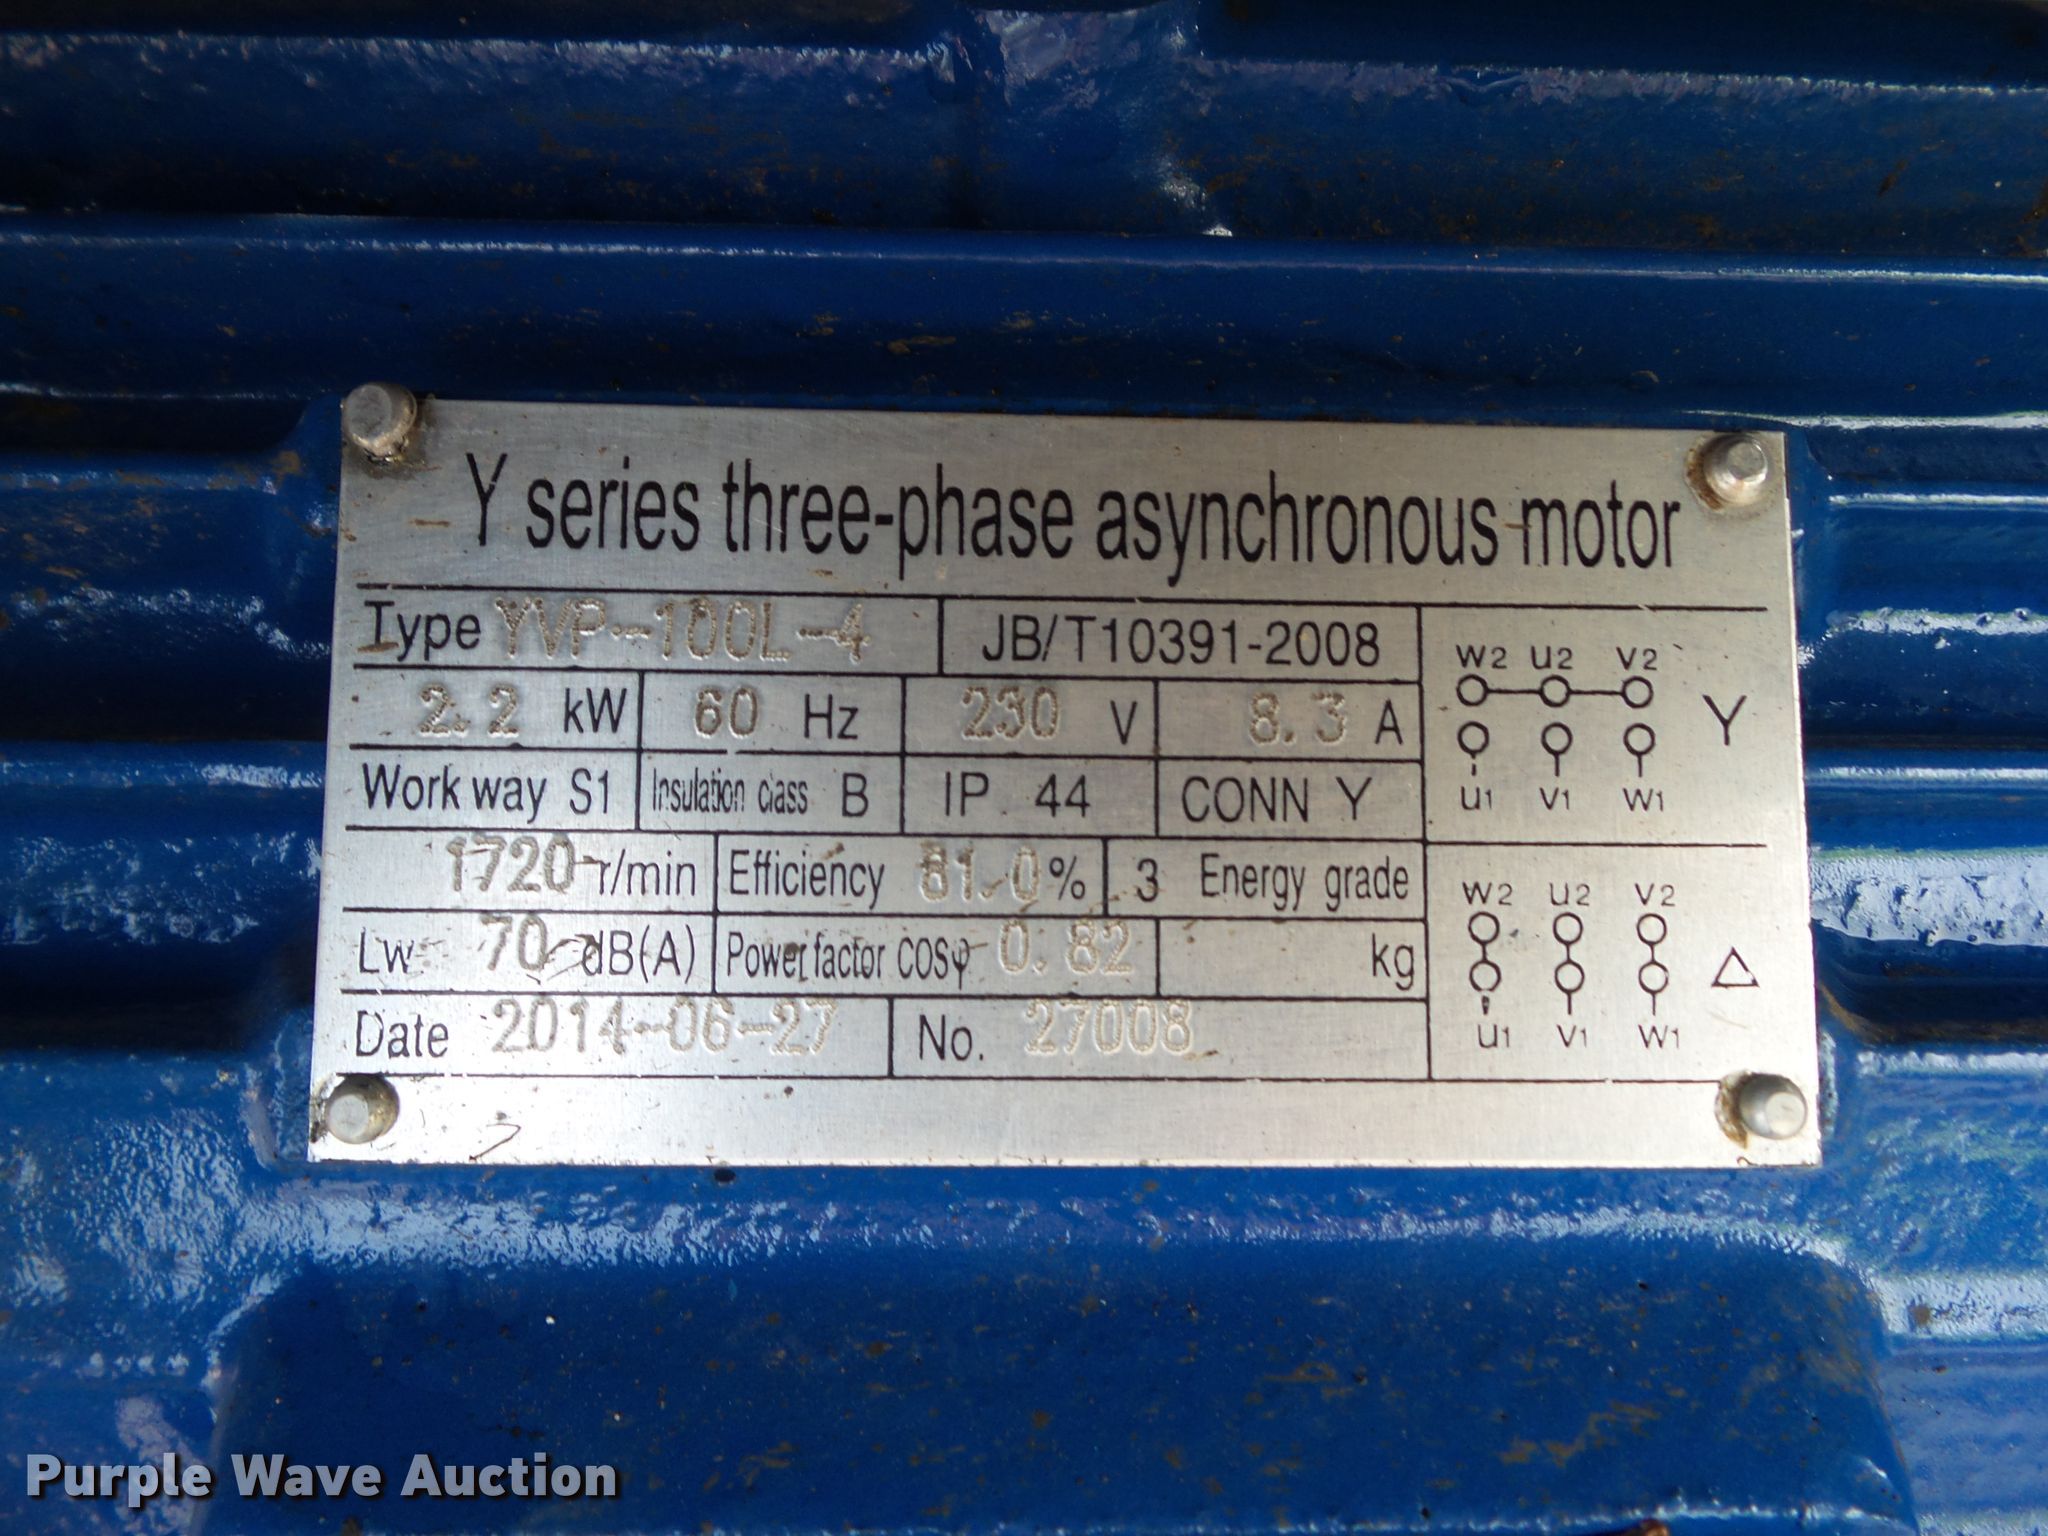 Y series three-phase asynchronous motor
Type YVP-100L-4 JB/T10391-2008
2.2 kW 60 Hz 230 V 8.3 A
Work way S1 Insulation class B IP 44 CONN Y
1720 r/min Efficiency 81.0 % 3 Energy grade
Lw 70 dB(A) Power factor COSφ 0.82 kg
Date 2014-06-27 No. 27008
W2 U2 V2
Y
U1 V1 W1
W2 U2 V2
△
U1 V1 W1
Purple Wave Auction